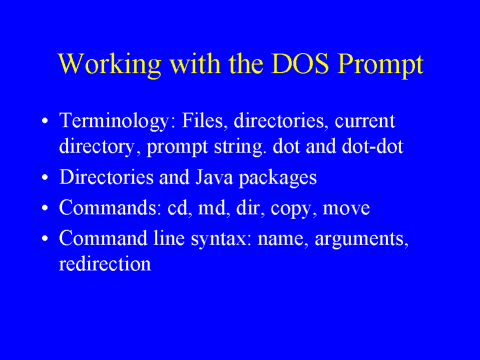 Working with the DOS Prompt
• Terminology: Files, directories, current
directory, prompt string. dot and dot-dot
• Directories and Java packages
• Commands: cd, md, dir, copy, move
• Command line syntax: name, arguments,
redirection